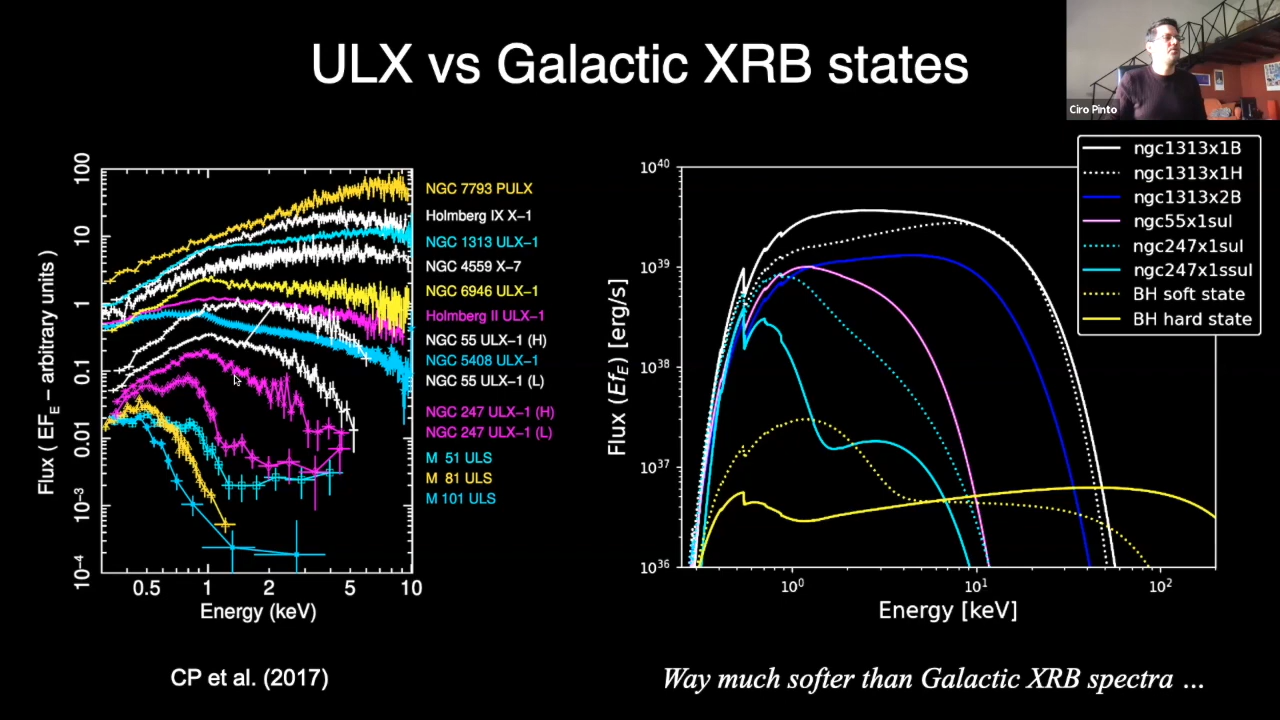 ULX vs Galactic XRB states
Ciro Pinto
100
10
1
0.1
0.01
10⁻³
10⁻⁴
Flux ( EF_E – arbitrary units )
0.5
1
2
5
10
Energy (keV)
NGC 7793 PULX
Holmberg IX X−1
NGC 1313 ULX−1
NGC 4559 X−7
NGC 6946 ULX−1
Holmberg II ULX−1
NGC 55 ULX−1 (H)
NGC 5408 ULX−1
NGC 55 ULX−1 (L)
NGC 247 ULX−1 (H)
NGC 247 ULX−1 (L)
M 51 ULS
M 81 ULS
M 101 ULS
CP et al. (2017)
10⁴⁰
10³⁹
10³⁸
10³⁷
10³⁶
Flux (Ef_E) [erg/s]
10⁰
10¹
10²
Energy [keV]
ngc1313x1B
ngc1313x1H
ngc1313x2B
ngc55x1sul
ngc247x1sul
ngc247x1ssul
BH soft state
BH hard state
Way much softer than Galactic XRB spectra ...